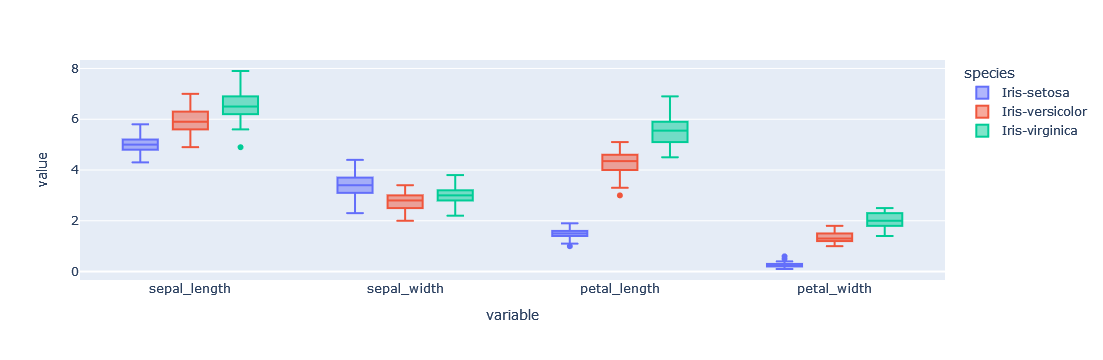 8
6
4
2
0
value
sepal_length
sepal_width
petal_length
petal_width
variable
species
Iris-setosa
Iris-versicolor
Iris-virginica